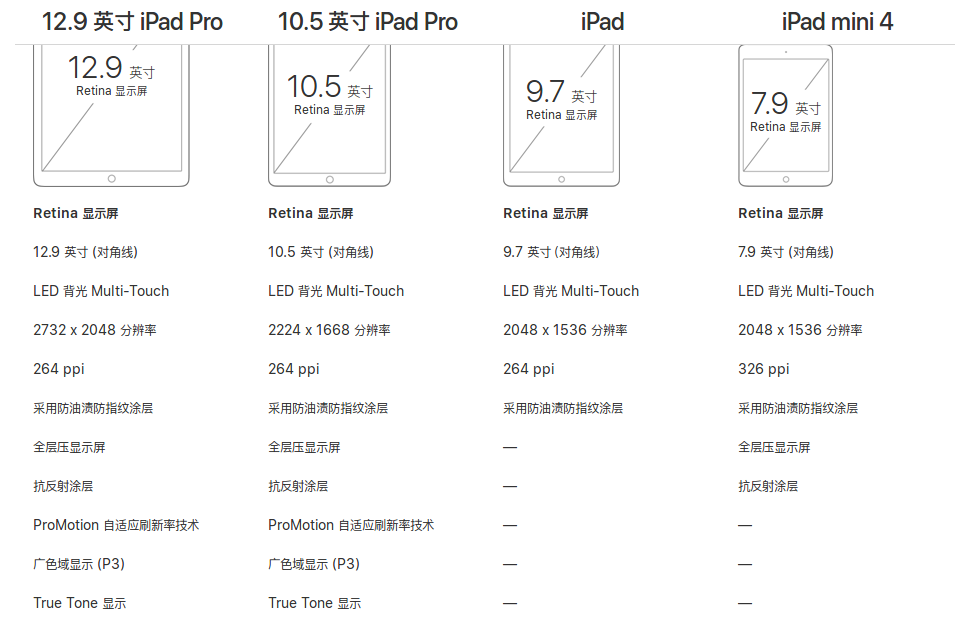 12.9 英寸 iPad Pro 10.5 英寸 iPad Pro iPad iPad mini 4
12.9 英寸
Retina 显示屏
10.5 英寸
Retina 显示屏
9.7 英寸
Retina 显示屏
7.9 英寸
Retina 显示屏
Retina 显示屏 Retina 显示屏 Retina 显示屏 Retina 显示屏
12.9 英寸 (对角线) 10.5 英寸 (对角线) 9.7 英寸 (对角线) 7.9 英寸 (对角线)
LED 背光 Multi-Touch LED 背光 Multi-Touch LED 背光 Multi-Touch LED 背光 Multi-Touch
2732 x 2048 分辨率 2224 x 1668 分辨率 2048 x 1536 分辨率 2048 x 1536 分辨率
264 ppi 264 ppi 264 ppi 326 ppi
采用防油渍防指纹涂层 采用防油渍防指纹涂层 采用防油渍防指纹涂层 采用防油渍防指纹涂层
全层压显示屏 全层压显示屏 — 全层压显示屏
抗反射涂层 抗反射涂层 — 抗反射涂层
ProMotion 自适应刷新率技术 ProMotion 自适应刷新率技术 — —
广色域显示 (P3) 广色域显示 (P3) — —
True Tone 显示 True Tone 显示 — —